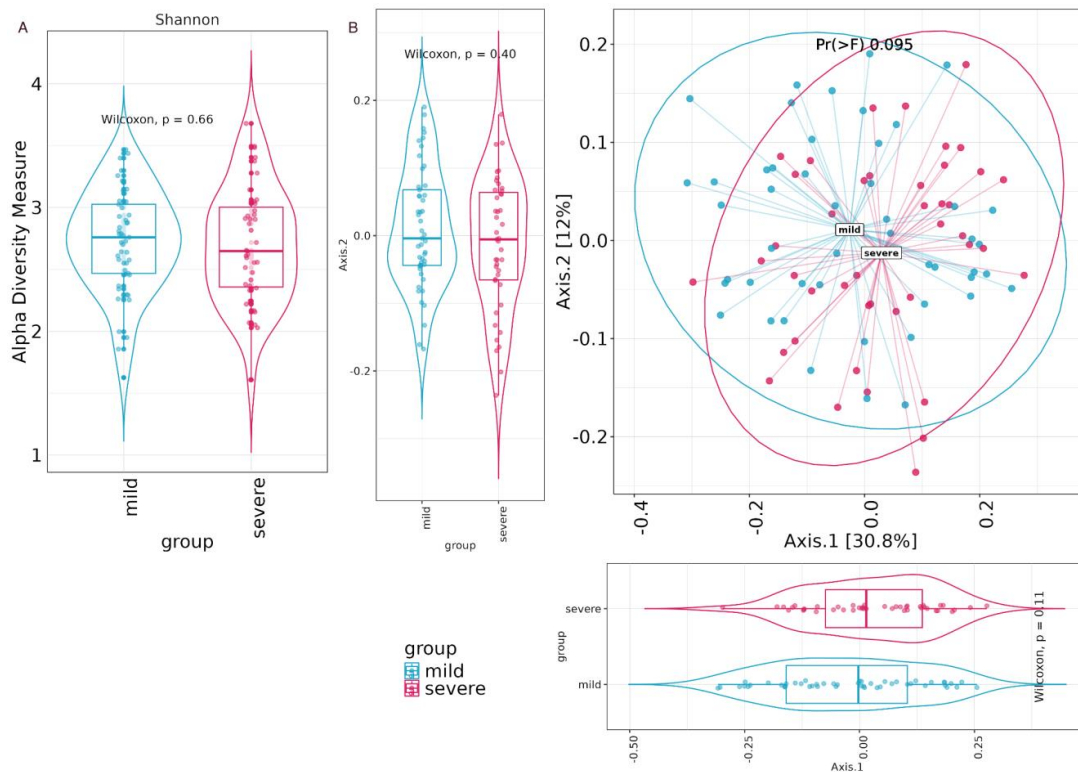 A
Shannon
Wilcoxon, p = 0.66
Alpha Diversity Measure
4
3
2
1
mild
severe
group
B
Wilcoxon, p = 0.40
Axis.2
0.2
0.0
-0.2
mild
severe
group
Pr(>F) 0.095
Axis.2 [12%]
0.2
0.1
0.0
-0.1
-0.2
mild
severe
-0.4
-0.2
0.0
0.2
Axis.1 [30.8%]
group
mild
severe
group
severe
mild
Wilcoxon, p = 0.11
-0.50
-0.25
0.00
0.25
Axis.1